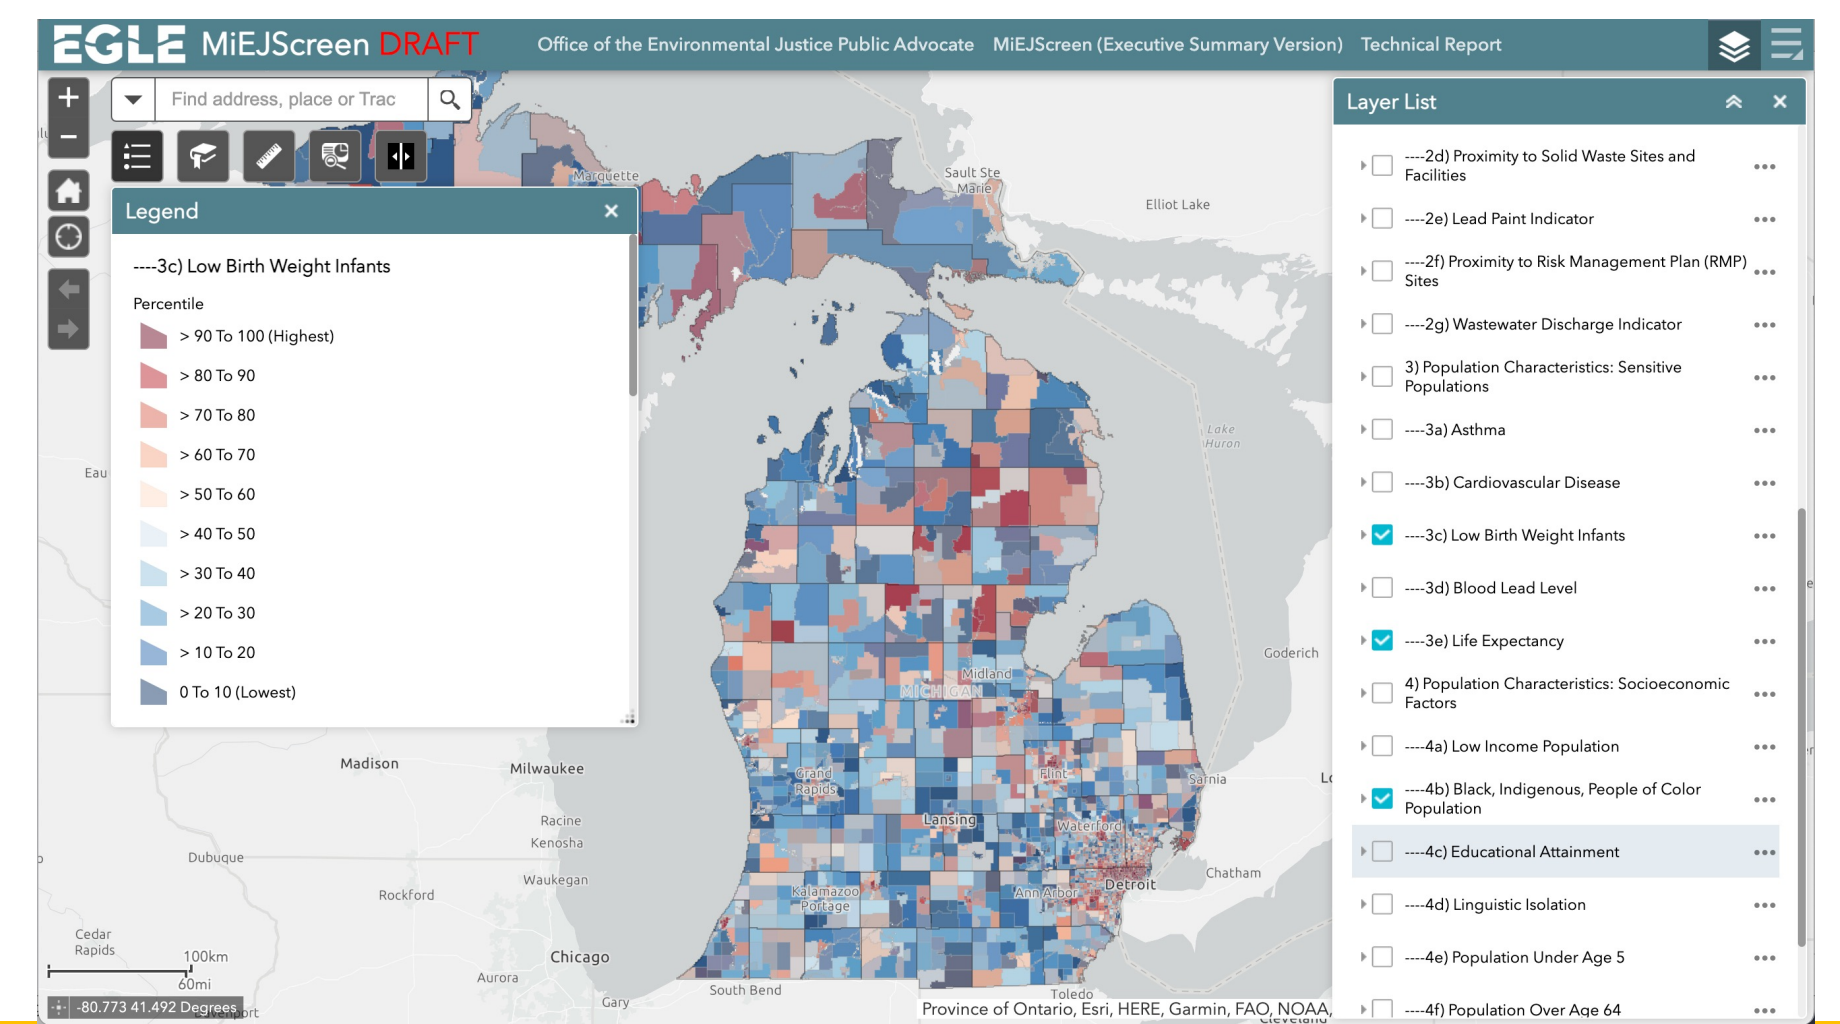 EGLE MiEJScreen DRAFT
Office of the Environmental Justice Public Advocate
MiEJScreen (Executive Summary Version)
Technical Report
+
Find address, place or Trac
–
Legend
----3c) Low Birth Weight Infants
Percentile
> 90 To 100 (Highest)
> 80 To 90
> 70 To 80
> 60 To 70
> 50 To 60
> 40 To 50
> 30 To 40
> 20 To 30
> 10 To 20
0 To 10 (Lowest)
Layer List
----2d) Proximity to Solid Waste Sites and
Facilities
----2e) Lead Paint Indicator
----2f) Proximity to Risk Management Plan (RMP)
Sites
----2g) Wastewater Discharge Indicator
3) Population Characteristics: Sensitive
Populations
----3a) Asthma
----3b) Cardiovascular Disease
----3c) Low Birth Weight Infants
----3d) Blood Lead Level
----3e) Life Expectancy
4) Population Characteristics: Socioeconomic
Factors
----4a) Low Income Population
----4b) Black, Indigenous, People of Color
Population
----4c) Educational Attainment
----4d) Linguistic Isolation
----4e) Population Under Age 5
----4f) Population Over Age 64
Marquette
Sault Ste
Marie
Elliot Lake
Lake
Huron
Eau
Goderich
Midland
MICHIGAN
Madison
Milwaukee
Grand
Rapids
Flint
Sarnia
Racine
Kenosha
Lansing
Waterford
Dubuque
Waukegan
Rockford
Kalamazoo
Portage
Ann Arbor
Detroit
Chatham
Cedar
Rapids
Chicago
Aurora
Gary
South Bend
Toledo
100km
60mi
-80.773 41.492 Degrees
Province of Ontario, Esri, HERE, Garmin, FAO, NOAA,